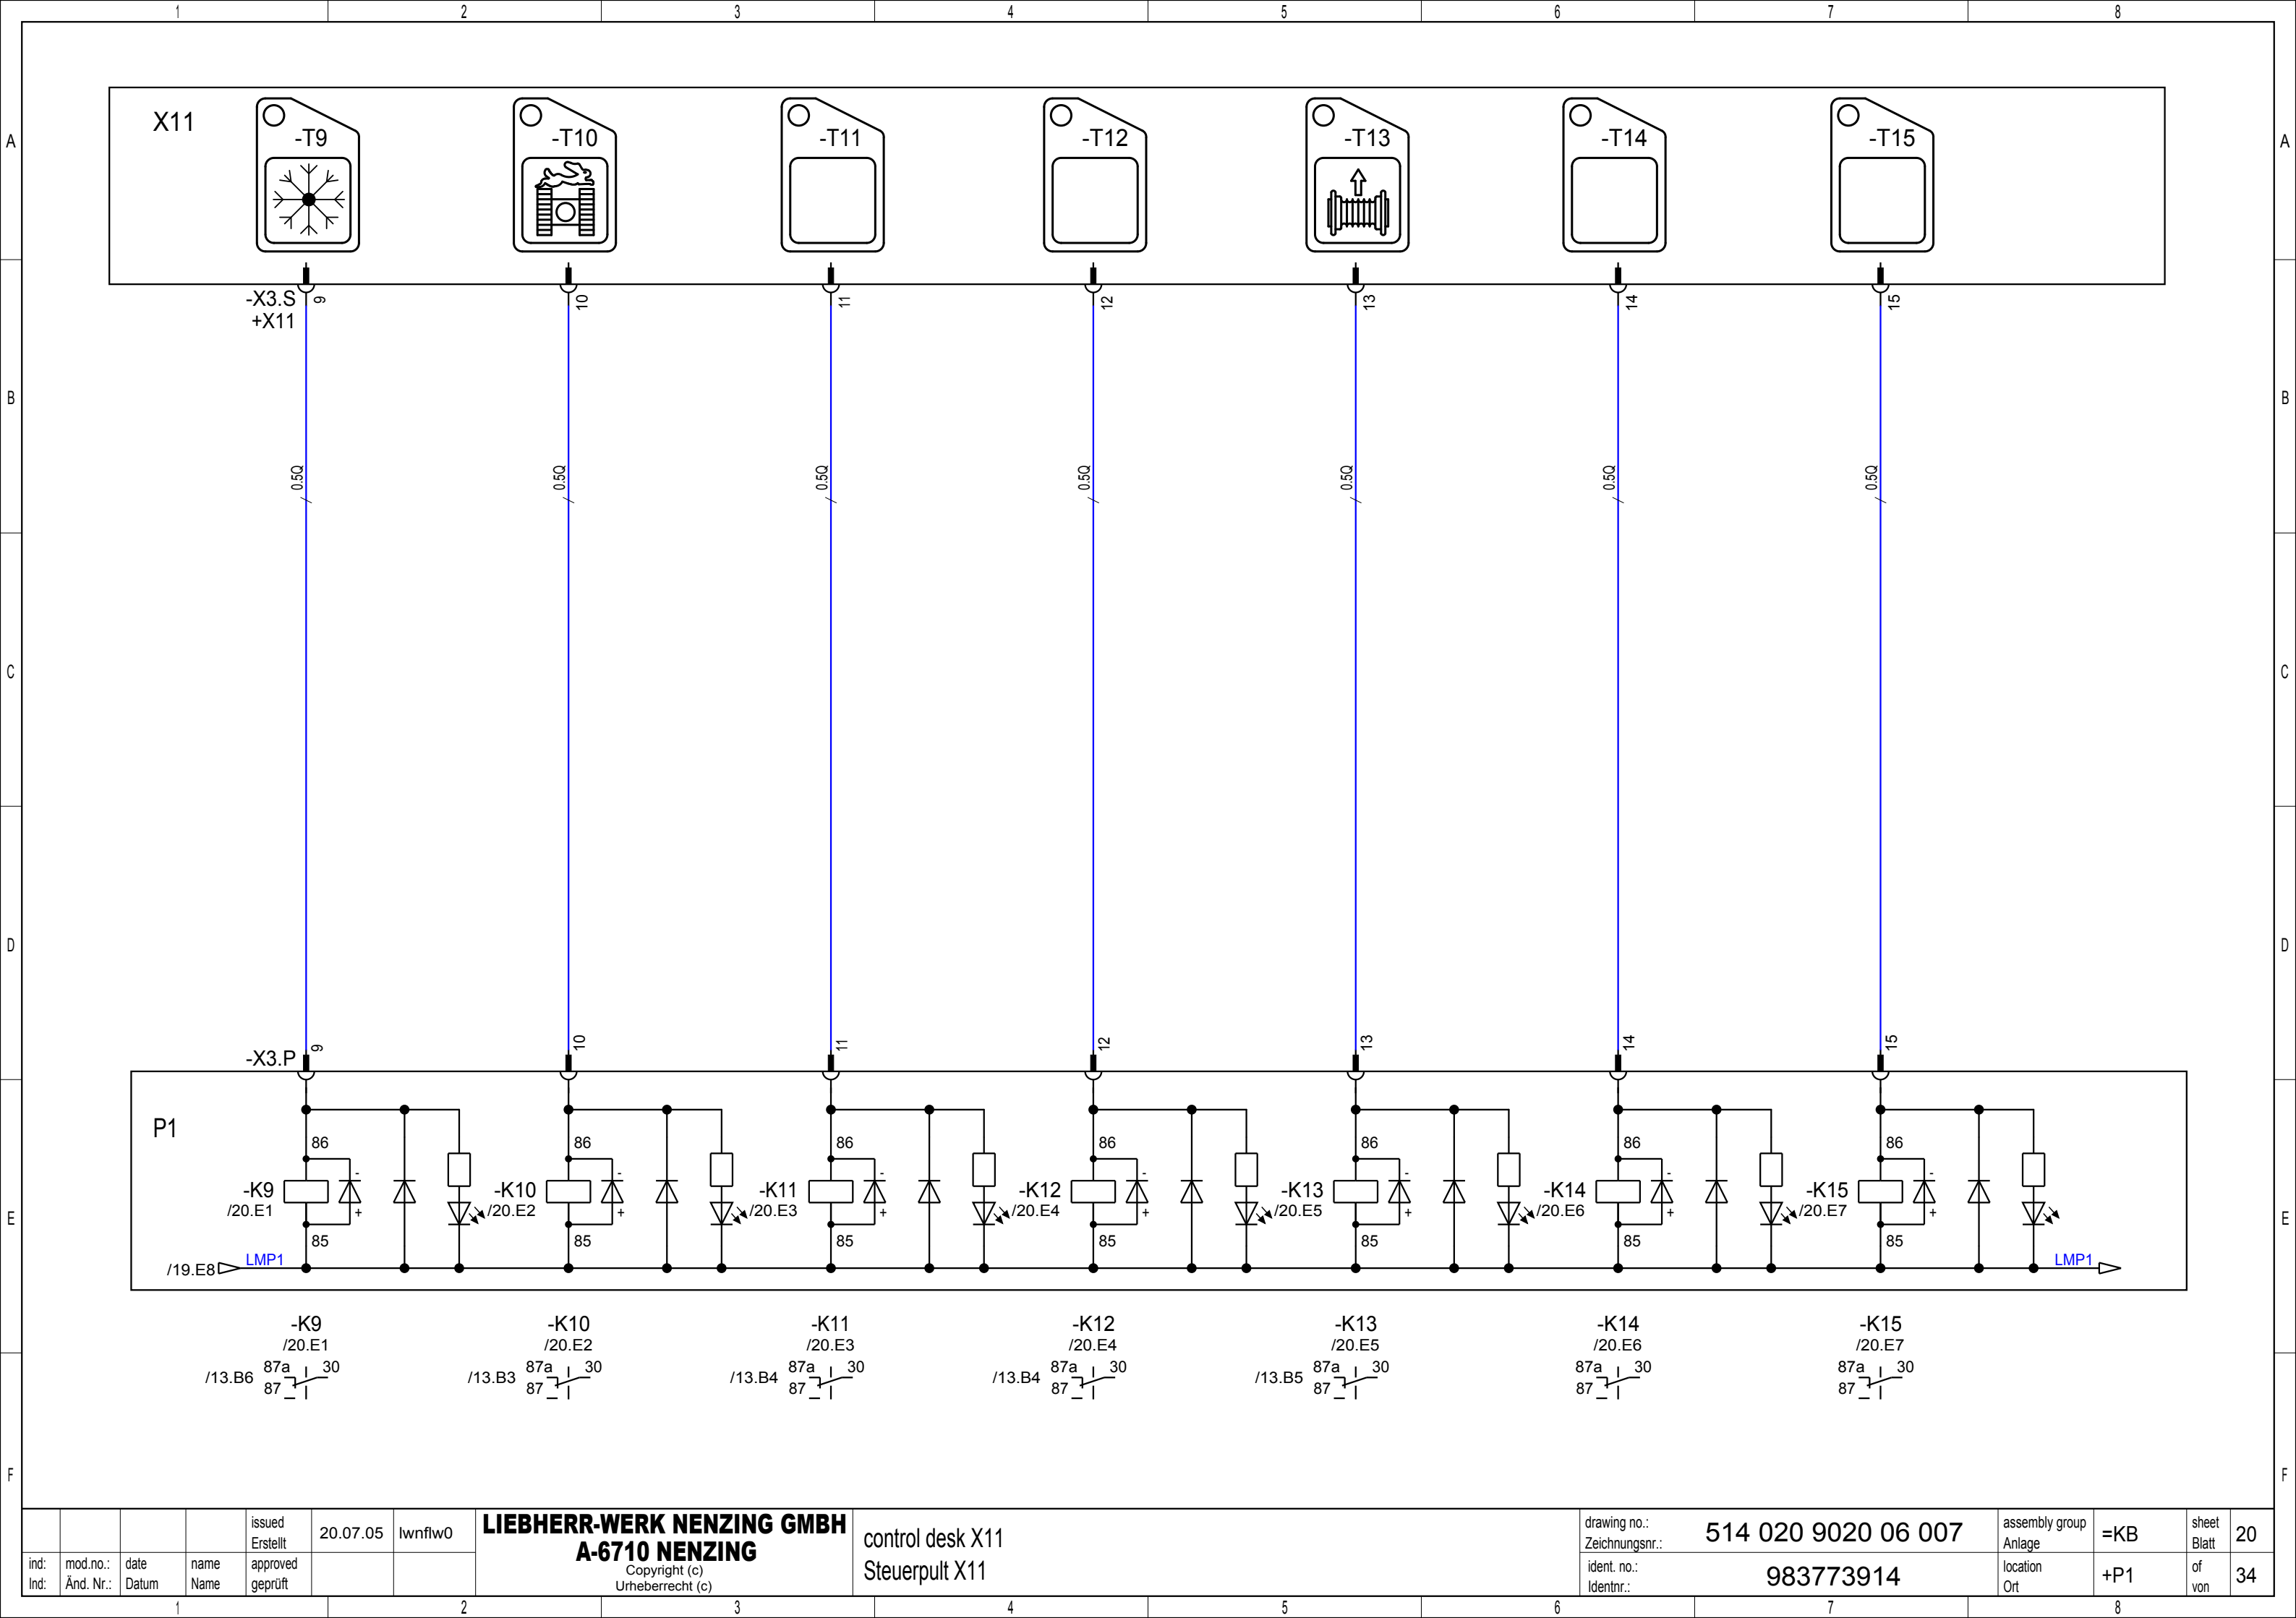 1 2 3 4 5 6 7 8
A A
X11
-T9 -T10 -T11 -T12 -T13 -T14 -T15
-X3.S 9 10 11 12 13 14 15
+X11
B B
0.5Q 0.5Q 0.5Q 0.5Q 0.5Q 0.5Q 0.5Q
C C
D D
-X3.P 9 10 11 12 13 14 15
P1
86 86 86 86 86 86 86
- - - - - - -
-K9 -K10 -K11 -K12 -K13 -K14 -K15
/20.E1 /20.E2 /20.E3 /20.E4 /20.E5 /20.E6 /20.E7
+ + + + + + +
E E
85 85 85 85 85 85 85
/19.E8 LMP1 LMP1
-K9 -K10 -K11 -K12 -K13 -K14 -K15
/20.E1 /20.E2 /20.E3 /20.E4 /20.E5 /20.E6 /20.E7
87a 30 87a 30 87a 30 87a 30 87a 30 87a 30 87a 30
/13.B6 /13.B3 /13.B4 /13.B4 /13.B5
87 87 87 87 87 87 87
F F
issued
Erstellt
20.07.05 lwnflw0
ind: mod.no.: date name approved
Ind: Änd. Nr.: Datum Name geprüft
LIEBHERR-WERK NENZING GMBH
A-6710 NENZING
Copyright (c)
Urheberrecht (c)
control desk X11
Steuerpult X11
drawing no.:
Zeichnungsnr.:
514 020 9020 06 007
ident. no.:
Identnr.:
983773914
assembly group
Anlage
=KB
location
Ort
+P1
sheet
Blatt
20
of
von
34
1 2 3 4 5 6 7 8